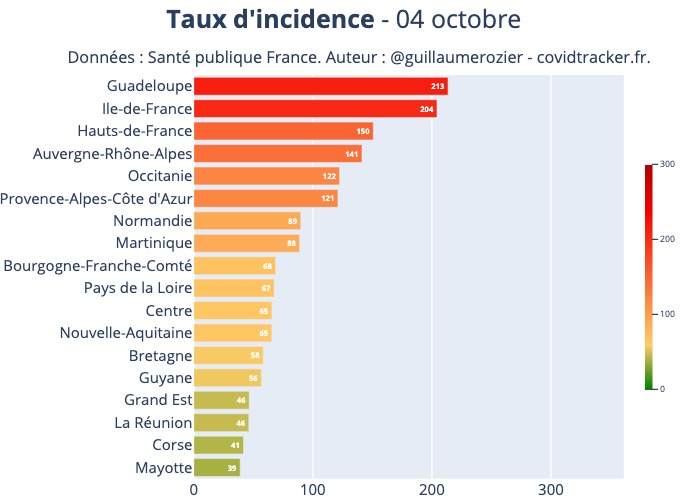 Taux d'incidence - 04 octobre
Données : Santé publique France. Auteur : @guillaumerozier - covidtracker.fr.
Guadeloupe 213
Ile-de-France 204
Hauts-de-France 150
Auvergne-Rhône-Alpes 141
Occitanie 122
Provence-Alpes-Côte d'Azur 121
Normandie 89
Martinique 88
Bourgogne-Franche-Comté 68
Pays de la Loire 67
Centre 65
Nouvelle-Aquitaine 65
Bretagne 58
Guyane 56
Grand Est 46
La Réunion 46
Corse 41
Mayotte 39
0 100 200 300
300
200
100
0